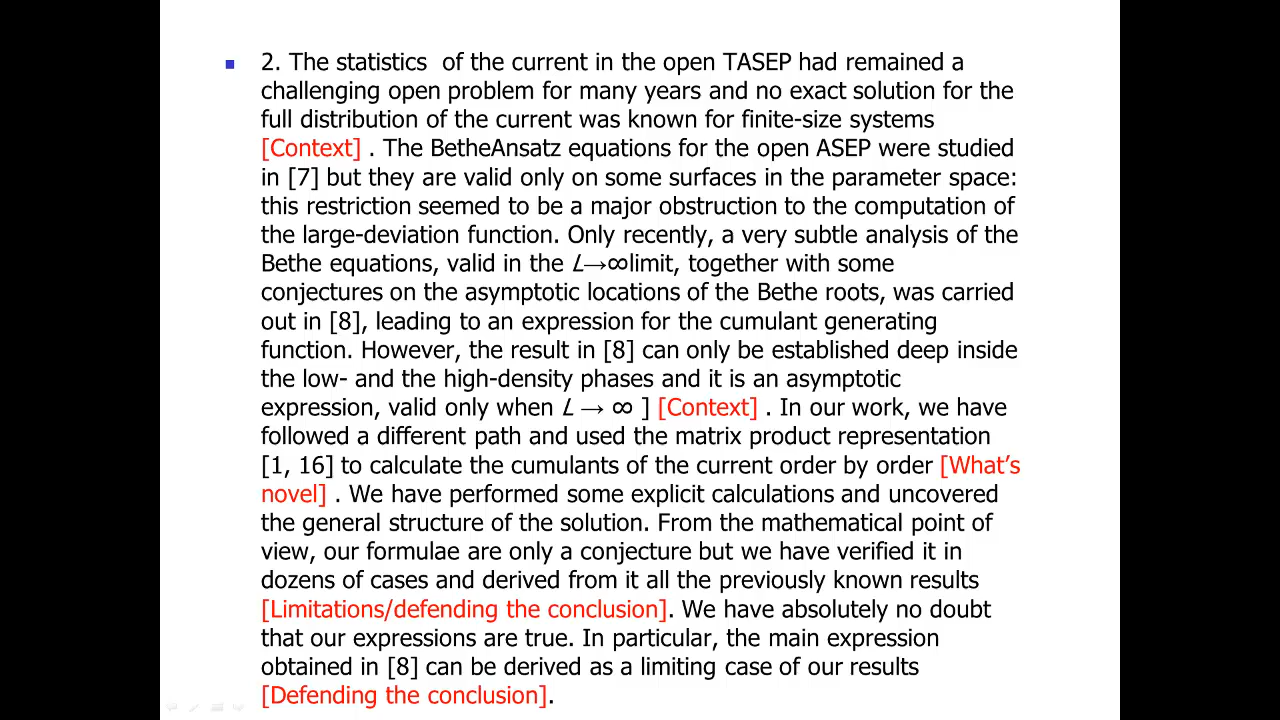 2. The statistics  of the current in the open TASEP had remained a
challenging open problem for many years and no exact solution for the
full distribution of the current was known for finite-size systems
[Context] . The BetheAnsatz equations for the open ASEP were studied
in [7] but they are valid only on some surfaces in the parameter space:
this restriction seemed to be a major obstruction to the computation of
the large-deviation function. Only recently, a very subtle analysis of the
Bethe equations, valid in the L→∞limit, together with some
conjectures on the asymptotic locations of the Bethe roots, was carried
out in [8], leading to an expression for the cumulant generating
function. However, the result in [8] can only be established deep inside
the low- and the high-density phases and it is an asymptotic
expression, valid only when L → ∞ ] [Context] . In our work, we have
followed a different path and used the matrix product representation
[1, 16] to calculate the cumulants of the current order by order [What's
novel] . We have performed some explicit calculations and uncovered
the general structure of the solution. From the mathematical point of
view, our formulae are only a conjecture but we have verified it in
dozens of cases and derived from it all the previously known results
[Limitations/defending the conclusion]. We have absolutely no doubt
that our expressions are true. In particular, the main expression
obtained in [8] can be derived as a limiting case of our results
[Defending the conclusion].